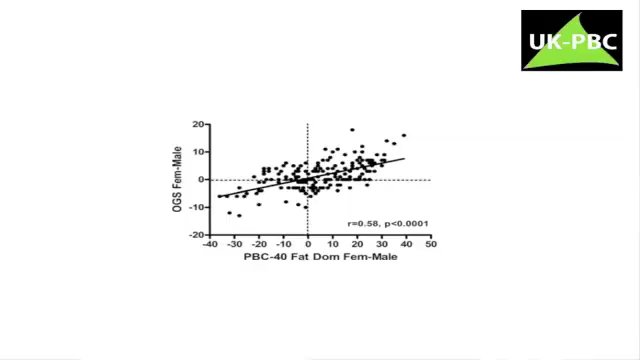 UK-PBC
20
10
0
-10
-20
OGS Fem-Male
r=0.58, p<0.0001
-40 -30 -20 -10 0 10 20 30 40 50
PBC-40 Fat Dom Fem-Male